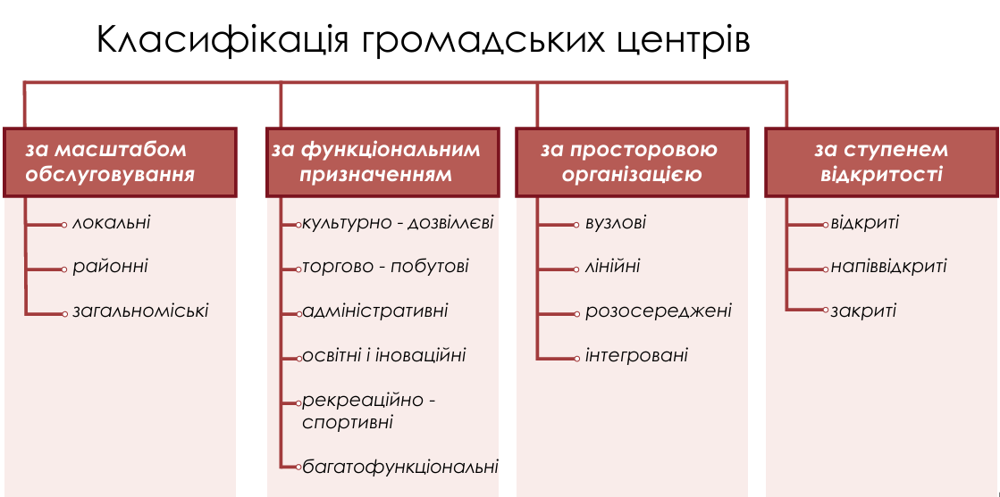 Класифікація громадських центрів
за масштабом
обслуговування
локальні
районні
загальноміські
за функціональним
призначенням
культурно - дозвіллєві
торгово - побутові
адміністративні
освітні і іноваційні
рекреаційно -
спортивні
багатофункціональні
за просторовою
організацією
вузлові
лінійні
розосереджені
інтегровані
за ступенем
відкритості
відкриті
напіввідкриті
закриті